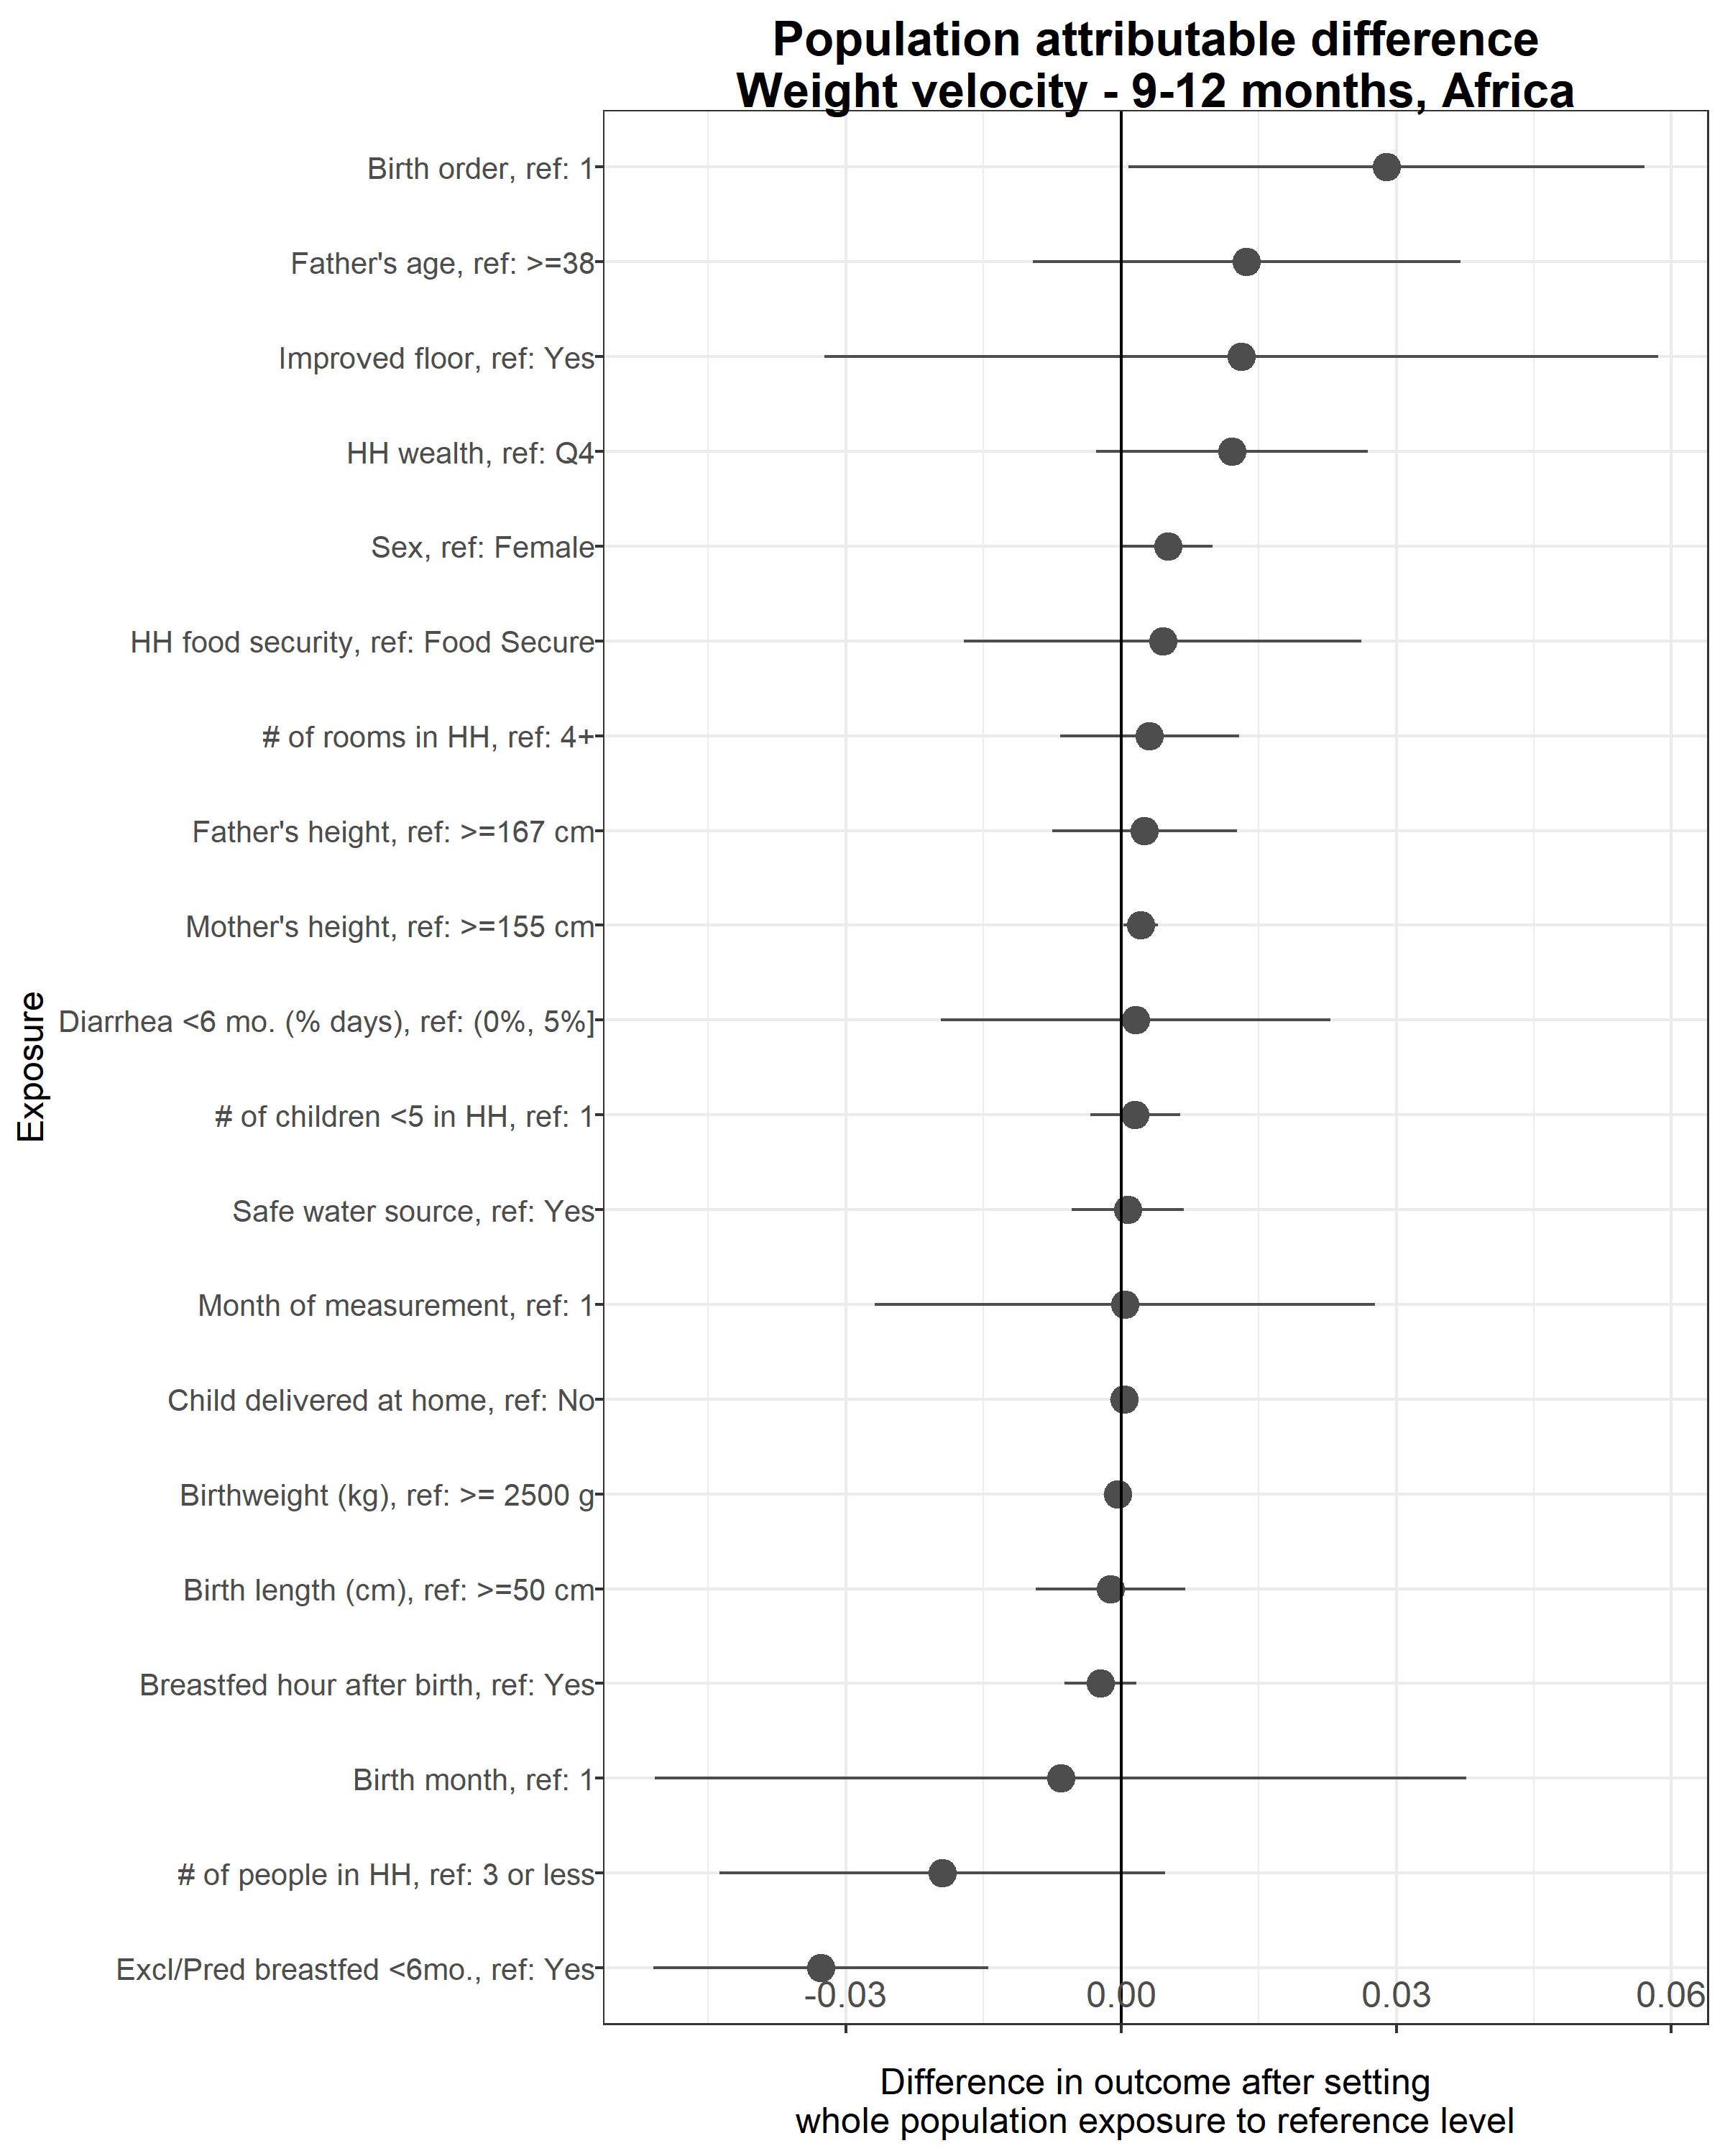 Population attributable difference
Weight velocity - 9-12 months, Africa
Birth order, ref: 1
Father's age, ref: >=38
Improved floor, ref: Yes
HH wealth, ref: Q4
Sex, ref: Female
HH food security, ref: Food Secure
# of rooms in HH, ref: 4+
Father's height, ref: >=167 cm
Mother's height, ref: >=155 cm
Diarrhea <6 mo. (% days), ref: (0%, 5%]
# of children <5 in HH, ref: 1
Safe water source, ref: Yes
Month of measurement, ref: 1
Child delivered at home, ref: No
Birthweight (kg), ref: >= 2500 g
Birth length (cm), ref: >=50 cm
Breastfed hour after birth, ref: Yes
Birth month, ref: 1
# of people in HH, ref: 3 or less
Excl/Pred breastfed <6mo., ref: Yes
Exposure
-0.03 0.00 0.03 0.06
Difference in outcome after setting
whole population exposure to reference level